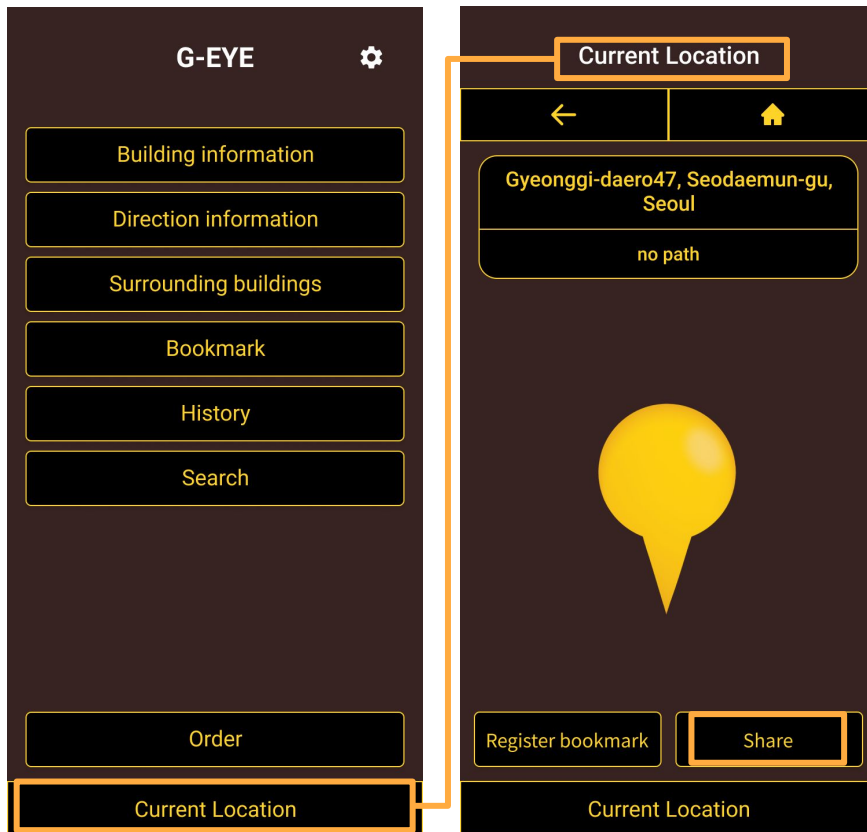 G-EYE
Building information
Direction information
Surrounding buildings
Bookmark
History
Search
Order
Current Location
Current Location
Gyeonggi-daero47, Seodaemun-gu,
Seoul
no path
Register bookmark
Share
Current Location